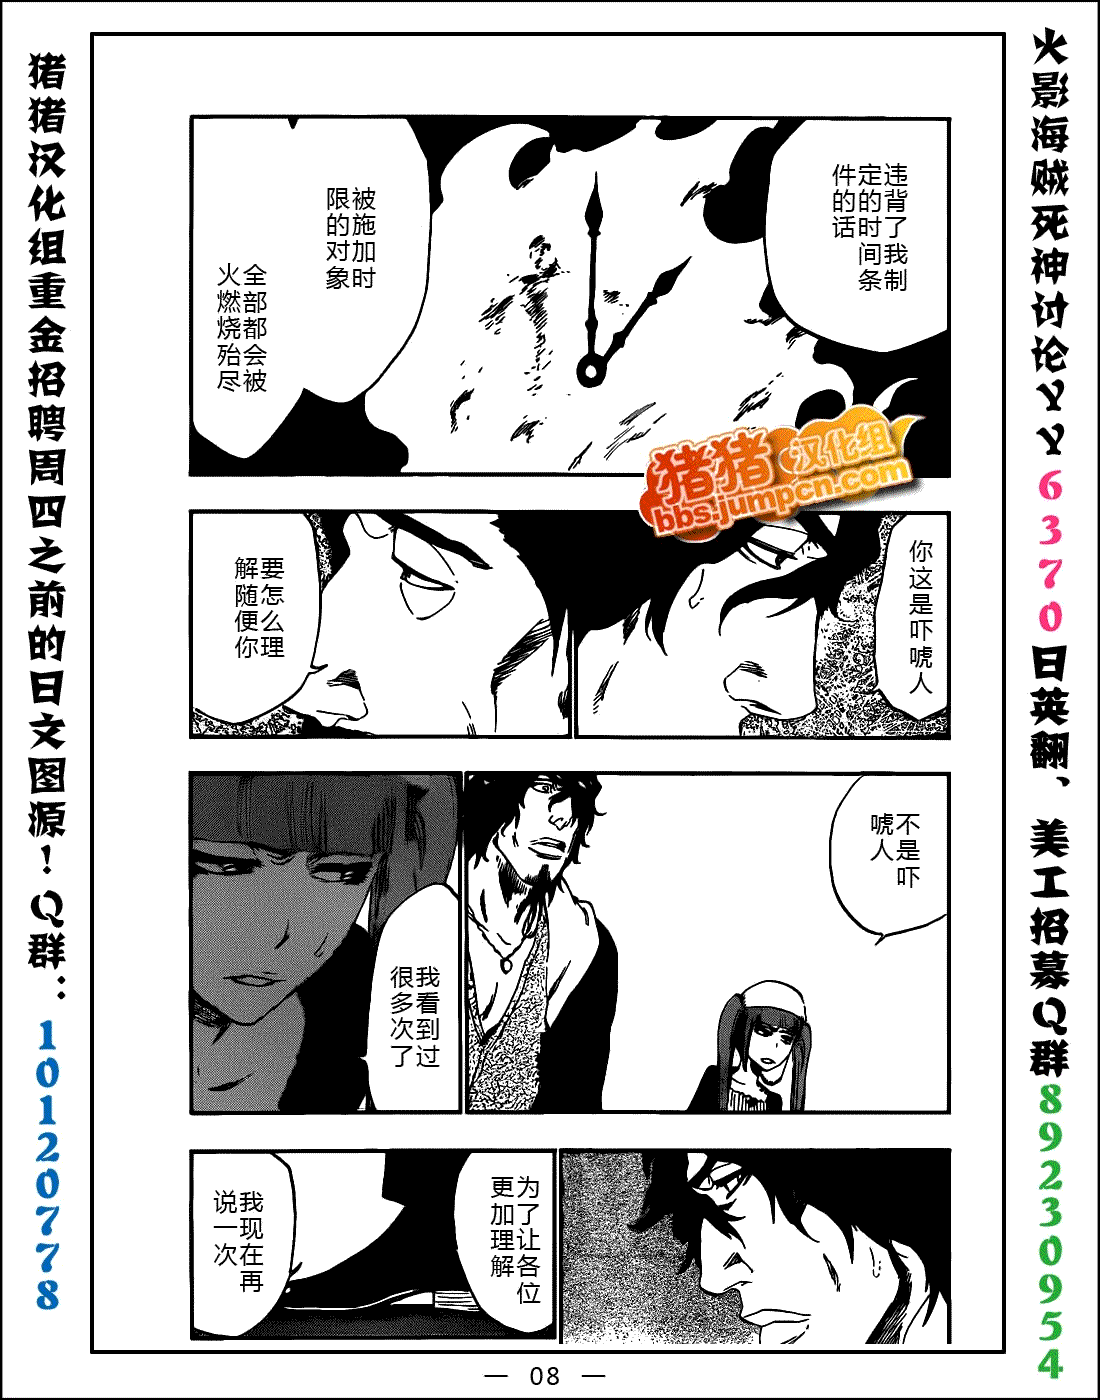 猪猪汉化组重金招聘周四之前的日文图源！Q群：101207778
火影海贼死神讨论YY6370日英翻、美工招募Q群89230954
违背了我制
定的时间条
件的话
被施加时
限的对象
全部都会被
火燃烧殆尽
猪猪汉化组
bbs.jumpcn.com
你这是吓唬人
要怎么理
解随便你
不是吓
唬人
我看到过
很多次了
为了让各位
更加理解
我现在再
说一次
— 08 —